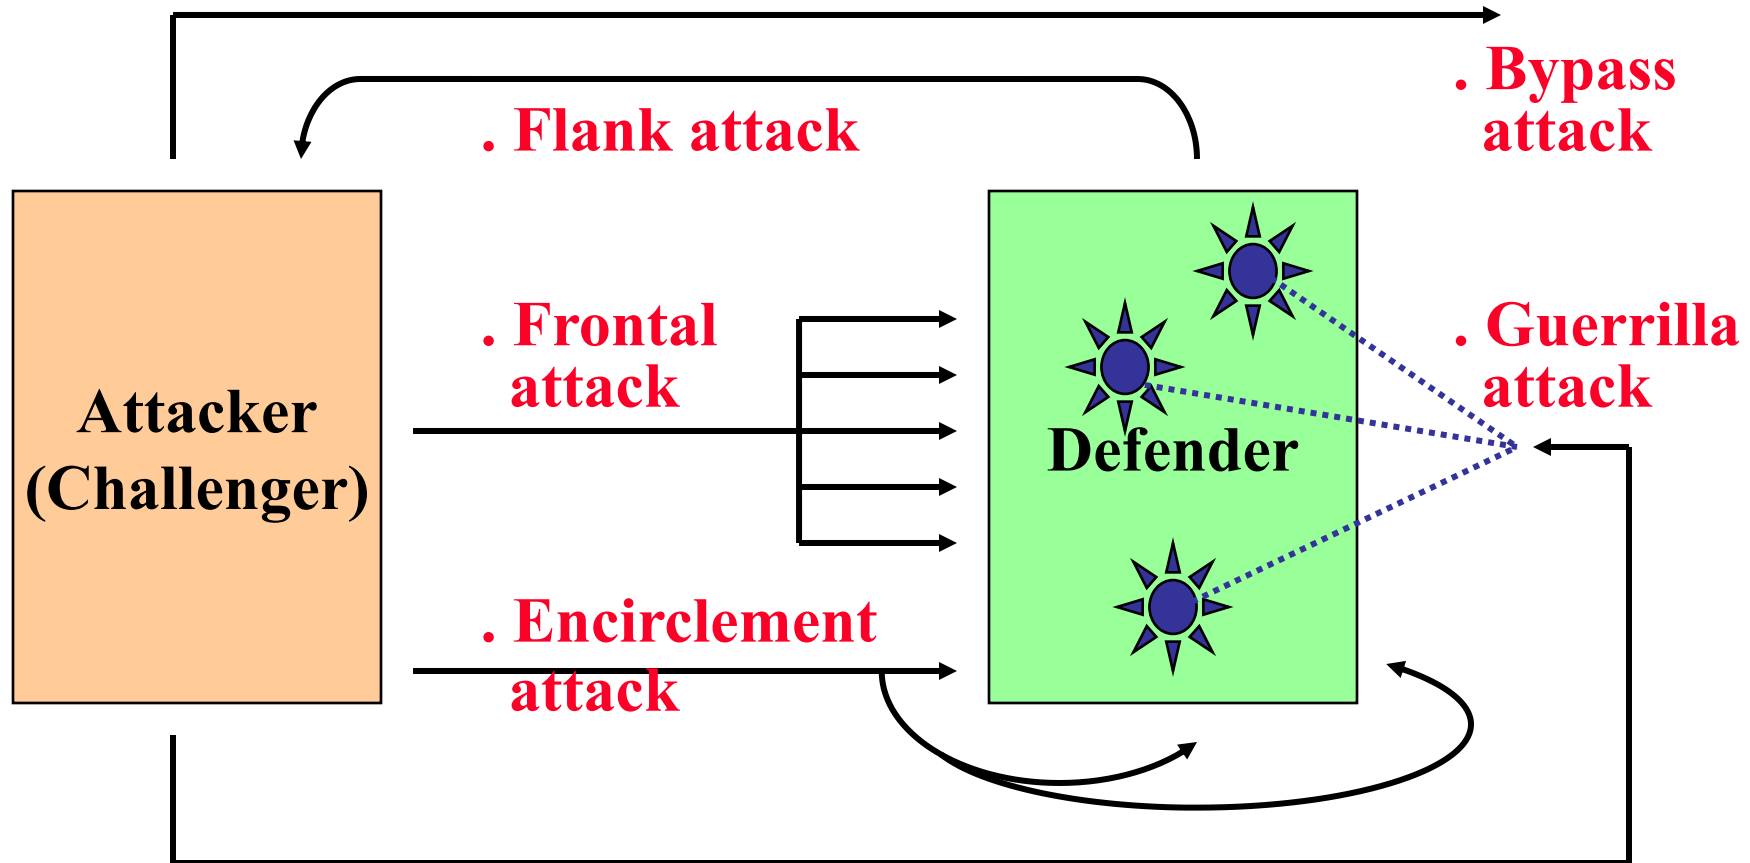 . Bypass
attack
. Flank attack
. Frontal
attack
. Guerrilla
attack
Attacker
(Challenger)
Defender
. Encirclement
attack